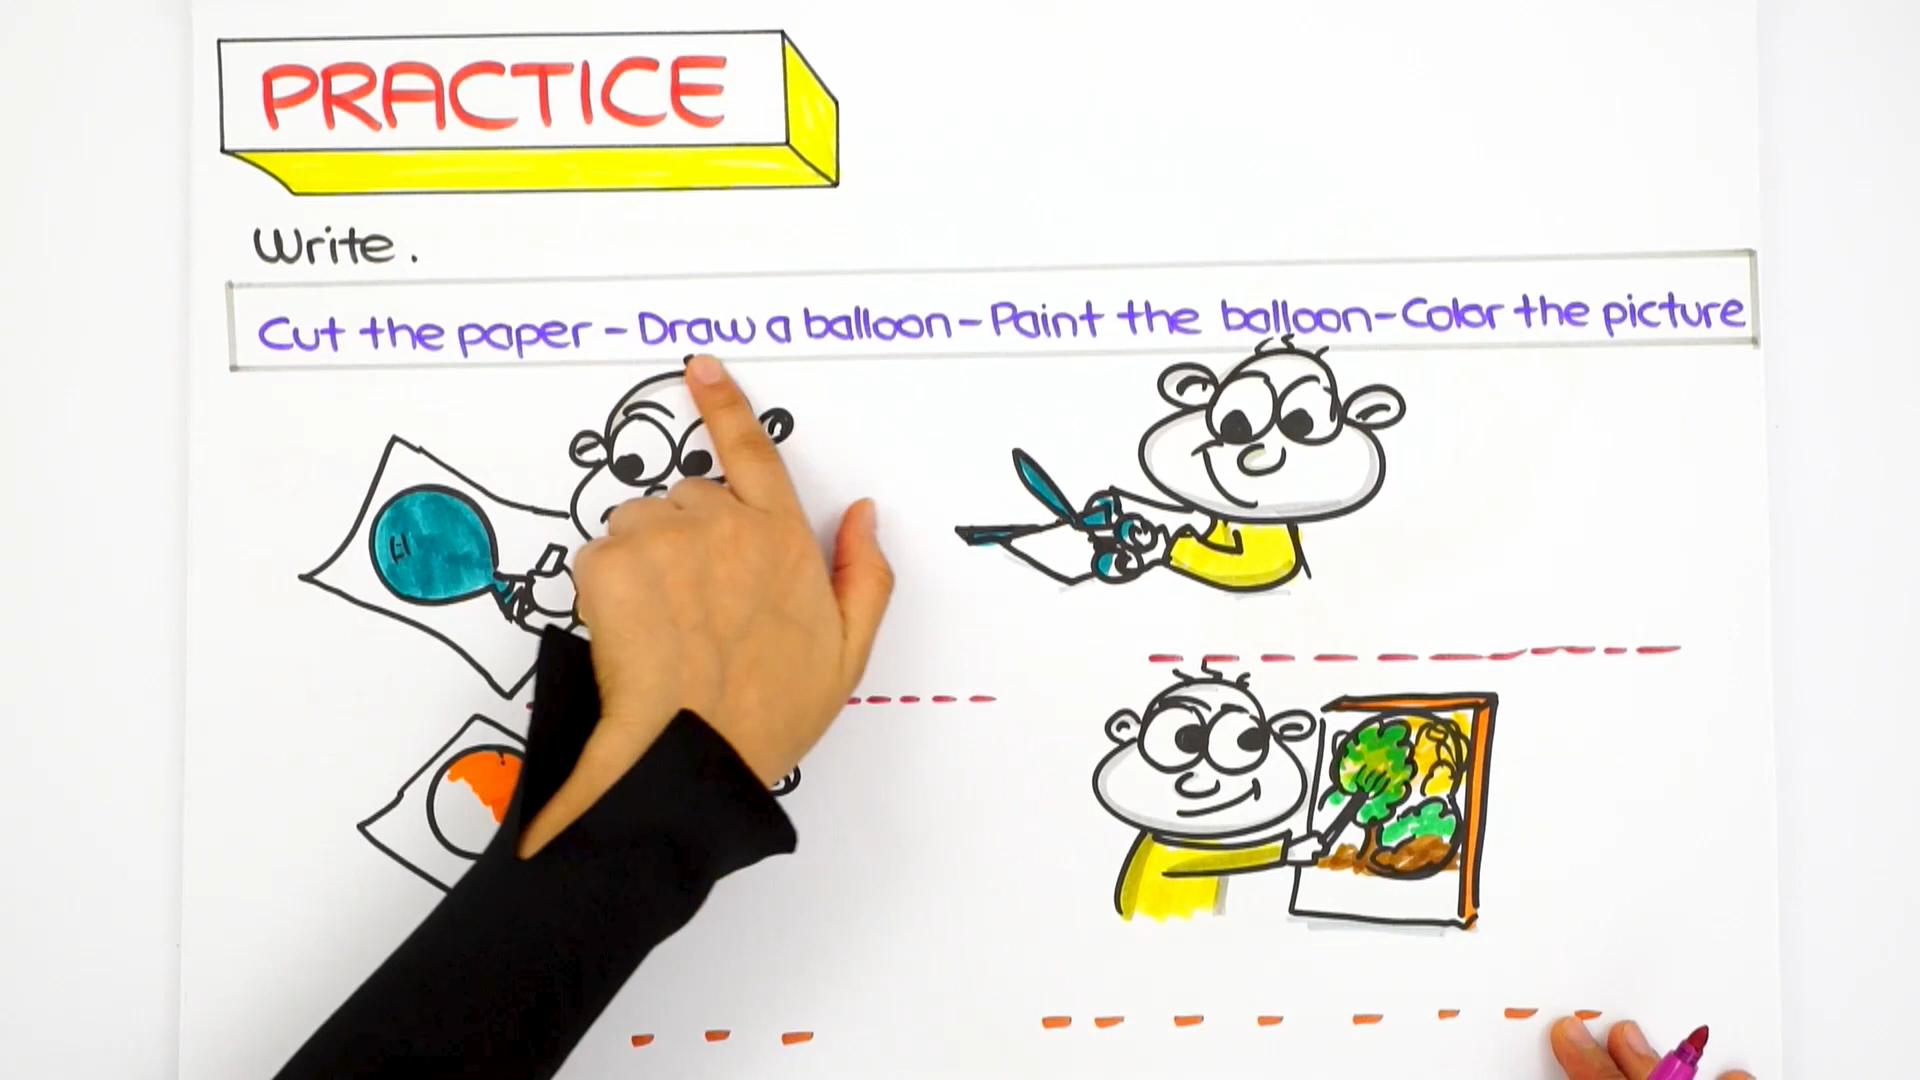 PRACTICE
Write.
Cut the paper - Draw a balloon - Paint the balloon - Color the picture